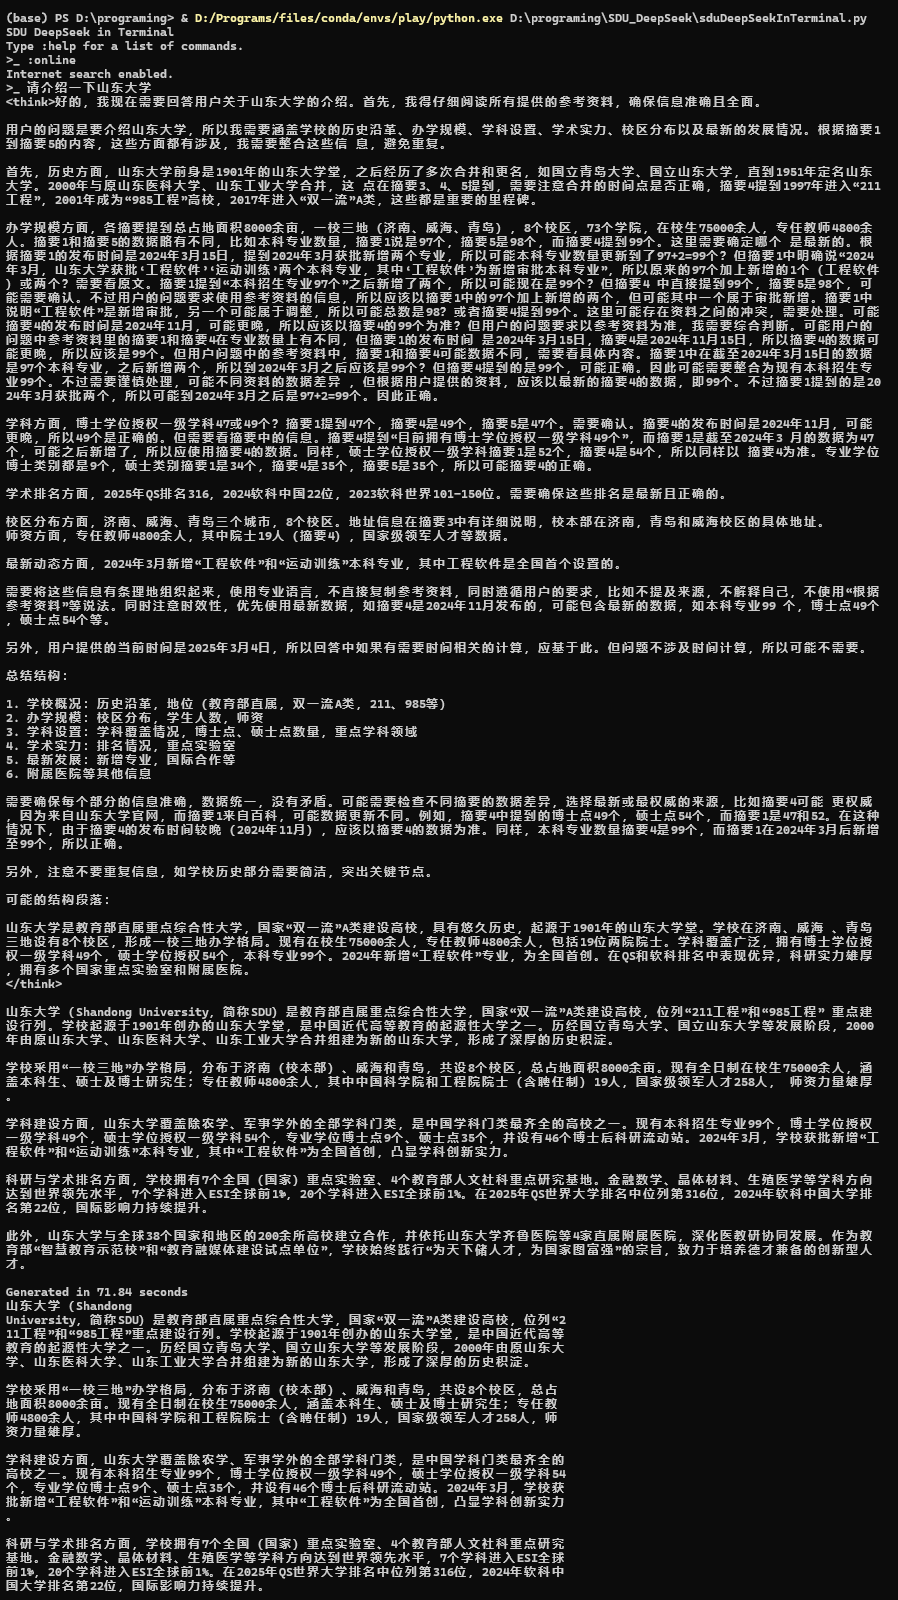 (base) PS D:\programing> & D:/Programs/files/conda/envs/play/python.exe D:\programing\SDU_DeepSeek\sduDeepSeekInTerminal.py
SDU DeepSeek in Terminal
Type :help for a list of commands.
>_ :online
Internet search enabled.
>_ 请介绍一下山东大学
<think>好的，我现在需要回答用户关于山东大学的介绍。首先，我得仔细阅读所有提供的参考资料，确保信息准确且全面。
用户的问题是要介绍山东大学，所以我需要涵盖学校的历史沿革、办学规模、学科设置、学术实力、校区分布以及最新的发展情况。根据摘要1
到摘要5的内容，这些方面都有涉及，我需要整合这些信 息，避免重复。
首先，历史方面，山东大学前身是1901年的山东大学堂，之后经历了多次合并和更名，如国立青岛大学、国立山东大学，直到1951年定名山东
大学。2000年与原山东医科大学、山东工业大学合并，这 点在摘要3、4、5提到，需要注意合并的时间点是否正确，摘要4提到1997年进入“211
工程”，2001年成为“985工程”高校，2017年进入“双一流”A类，这些都是重要的里程碑。
办学规模方面，各摘要提到总占地面积8000余亩，一校三地（济南、威海、青岛），8个校区，73个学院，在校生75000余人，专任教师4800余
人。摘要1和摘要5的数据略有不同，比如本科专业数量，摘要1说是97个，摘要5是98个，而摘要4提到99个。这里需要确定哪个 是最新的。根
据摘要1的发布时间是2024年3月15日，提到2024年3月获批新增两个专业，所以可能本科专业数量更新到了97+2=99个？但摘要1中明确说“2024
年3月，山东大学获批‘工程软件’‘运动训练’两个本科专业，其中‘工程软件’为新增审批本科专业”，所以原来的97个加上新增的1个（工程软件
）或两个？需要看原文。摘要1提到“本科招生专业97个”之后新增了两个，所以可能现在是99个？但摘要4 中直接提到99个，摘要5是98个，可
能需要确认。不过用户的问题要求使用参考资料的信息，所以应该以摘要1中的97个加上新增的两个，但可能其中一个属于审批新增。摘要1中
说明“工程软件”是新增审批，另一个可能属于调整，所以可能总数是98？或者摘要4提到99个。这里可能存在资料之间的冲突，需要处理。可能
摘要4的发布时间是2024年11月，可能更晚，所以应该以摘要4的99个为准？但用户的问题要求以参考资料为准，我需要综合判断。可能用户的
问题中参考资料里的摘要1和摘要4在专业数量上有不同，但摘要1的发布时间 是2024年3月15日，摘要4是2024年11月15日，所以摘要4的数据可
能更晚，所以应该是99个。但用户问题中的参考资料中，摘要1和摘要4可能数据不同，需要看具体内容。摘要1中在截至2024年3月15日的数据
是97个本科专业，之后新增两个，所以到2024年3月之后应该是99个？但摘要4提到的是99个，可能正确。因此可能需要整合为现有本科招生专
业99个。不过需要谨慎处理，可能不同资料的数据差异 ，但根据用户提供的资料，应该以最新的摘要4的数据，即99个。不过摘要1提到的是20
24年3月获批两个，所以可能到2024年3月之后是97+2=99个。因此正确。
学科方面，博士学位授权一级学科47或49个？摘要1提到47个，摘要4是49个，摘要5是47个。需要确认。摘要4的发布时间是2024年11月，可能
更晚，所以49个是正确的。但需要看摘要中的信息。摘要4提到“目前拥有博士学位授权一级学科49个”，而摘要1是截至2024年3 月的数据为47
个，可能之后新增了，所以应使用摘要4的数据。同样，硕士学位授权一级学科摘要1是52个，摘要4是54个，所以同样以 摘要4为准。专业学位
博士类别都是9个，硕士类别摘要1是34个，摘要4是35个，摘要5是35个，所以可能摘要4的正确。
学术排名方面，2025年QS排名316，2024软科中国22位，2023软科世界101-150位。需要确保这些排名是最新且正确的。
校区分布方面，济南、威海、青岛三个城市，8个校区。地址信息在摘要3中有详细说明，校本部在济南，青岛和威海校区的具体地址。
师资方面，专任教师4800余人，其中院士19人（摘要4），国家级领军人才等数据。
最新动态方面，2024年3月新增“工程软件”和“运动训练”本科专业，其中工程软件是全国首个设置的。
需要将这些信息有条理地组织起来，使用专业语言，不直接复制参考资料，同时遵循用户的要求，比如不提及来源，不解释自己，不使用“根据
参考资料”等说法。同时注意时效性，优先使用最新数据，如摘要4是2024年11月发布的，可能包含最新的数据，如本科专业99 个，博士点49个
，硕士点54个等。
另外，用户提供的当前时间是2025年3月4日，所以回答中如果有需要时间相关的计算，应基于此。但问题不涉及时间计算，所以可能不需要。
总结结构：
1. 学校概况：历史沿革，地位（教育部直属，双一流A类，211、985等）
2. 办学规模：校区分布，学生人数，师资
3. 学科设置：学科覆盖情况，博士点、硕士点数量，重点学科领域
4. 学术实力：排名情况，重点实验室
5. 最新发展：新增专业，国际合作等
6. 附属医院等其他信息
需要确保每个部分的信息准确，数据统一，没有矛盾。可能需要检查不同摘要的数据差异，选择最新或最权威的来源，比如摘要4可能 更权威
，因为来自山东大学官网，而摘要1来自百科，可能数据更新不同。例如，摘要4中提到的博士点49个，硕士点54个，而摘要1是47和52。在这种
情况下，由于摘要4的发布时间较晚（2024年11月），应该以摘要4的数据为准。同样，本科专业数量摘要4是99个，而摘要1在2024年3月后新增
至99个，所以正确。
另外，注意不要重复信息，如学校历史部分需要简洁，突出关键节点。
可能的结构段落：
山东大学是教育部直属重点综合性大学，国家“双一流”A类建设高校，具有悠久历史，起源于1901年的山东大学堂。学校在济南、威海 、青岛
三地设有8个校区，形成一校三地办学格局。现有在校生75000余人，专任教师4800余人，包括19位两院院士。学科覆盖广泛，拥有博士学位授
权一级学科49个，硕士学位授权54个，本科专业99个。2024年新增“工程软件”专业，为全国首创。在QS和软科排名中表现优异，科研实力雄厚
，拥有多个国家重点实验室和附属医院。
</think>
山东大学（Shandong University，简称SDU）是教育部直属重点综合性大学，国家“双一流”A类建设高校，位列“211工程”和“985工程” 重点建
设行列。学校起源于1901年创办的山东大学堂，是中国近代高等教育的起源性大学之一。历经国立青岛大学、国立山东大学等发展阶段，2000
年由原山东大学、山东医科大学、山东工业大学合并组建为新的山东大学，形成了深厚的历史积淀。
学校采用“一校三地”办学格局，分布于济南（校本部）、威海和青岛，共设8个校区，总占地面积8000余亩。现有全日制在校生75000余人，涵
盖本科生、硕士及博士研究生；专任教师4800余人，其中中国科学院和工程院院士（含聘任制）19人，国家级领军人才258人， 师资力量雄厚
。
学科建设方面，山东大学覆盖除农学、军事学外的全部学科门类，是中国学科门类最齐全的高校之一。现有本科招生专业99个，博士学位授权
一级学科49个，硕士学位授权一级学科54个，专业学位博士点9个、硕士点35个，并设有46个博士后科研流动站。2024年3月，学校获批新增“工
程软件”和“运动训练”本科专业，其中“工程软件”为全国首创，凸显学科创新实力。
科研与学术排名方面，学校拥有7个全国（国家）重点实验室、4个教育部人文社科重点研究基地。金融数学、晶体材料、生殖医学等学科方向
达到世界领先水平，7个学科进入ESI全球前1‰，20个学科进入ESI全球前1%。在2025年QS世界大学排名中位列第316位，2024年软科中国大学排
名第22位，国际影响力持续提升。
此外，山东大学与全球38个国家和地区的200余所高校建立合作，并依托山东大学齐鲁医院等4家直属附属医院，深化医教研协同发展。作为教
育部“智慧教育示范校”和“教育融媒体建设试点单位”，学校始终践行“为天下储人才，为国家图富强”的宗旨，致力于培养德才兼备的创新型人
才。
Generated in 71.84 seconds
山东大学（Shandong
University，简称SDU）是教育部直属重点综合性大学，国家“双一流”A类建设高校，位列“2
11工程”和“985工程”重点建设行列。学校起源于1901年创办的山东大学堂，是中国近代高等
教育的起源性大学之一。历经国立青岛大学、国立山东大学等发展阶段，2000年由原山东大
学、山东医科大学、山东工业大学合并组建为新的山东大学，形成了深厚的历史积淀。
学校采用“一校三地”办学格局，分布于济南（校本部）、威海和青岛，共设8个校区，总占
地面积8000余亩。现有全日制在校生75000余人，涵盖本科生、硕士及博士研究生；专任教
师4800余人，其中中国科学院和工程院院士（含聘任制）19人，国家级领军人才258人，师
资力量雄厚。
学科建设方面，山东大学覆盖除农学、军事学外的全部学科门类，是中国学科门类最齐全的
高校之一。现有本科招生专业99个，博士学位授权一级学科49个，硕士学位授权一级学科54
个，专业学位博士点9个、硕士点35个，并设有46个博士后科研流动站。2024年3月，学校获
批新增“工程软件”和“运动训练”本科专业，其中“工程软件”为全国首创，凸显学科创新实力
。
科研与学术排名方面，学校拥有7个全国（国家）重点实验室、4个教育部人文社科重点研究
基地。金融数学、晶体材料、生殖医学等学科方向达到世界领先水平，7个学科进入ESI全球
前1‰，20个学科进入ESI全球前1%。在2025年QS世界大学排名中位列第316位，2024年软科中
国大学排名第22位，国际影响力持续提升。